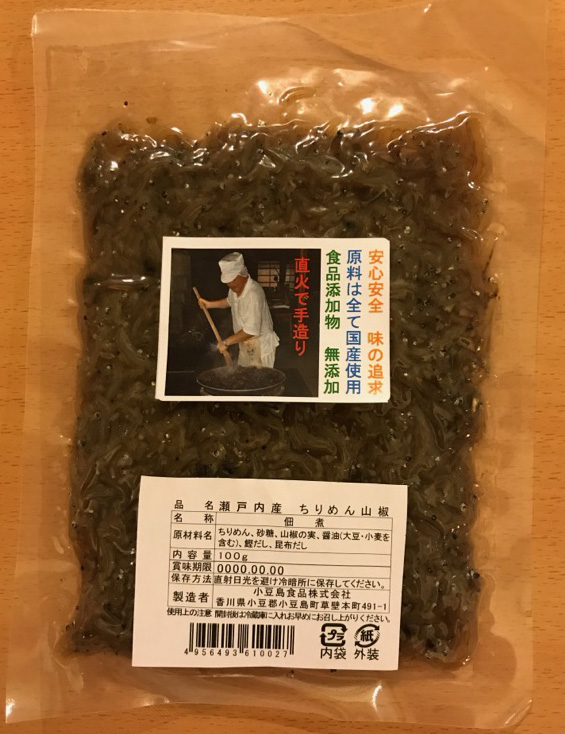 安心安全 味の追求
原料は全て国産使用
食品添加物 無添加
直火で手造り
品名 瀬戸内産 ちりめん山椒
名称 佃煮
原材料名 ちりめん、砂糖、山椒の実、醤油(大豆・小麦を
含む)、鰹だし、昆布だし
内容量 100g
賞味期限 0000.00.00
保存方法 直射日光を避け冷暗所に保存してください。
製造者 小豆島食品株式会社
香川県小豆郡小豆島町草壁本町491-1
使用上の注意 開封後は冷蔵庫に入れお早めにお召し上がりください。
4956493610027
プラ 紙
内袋 外装